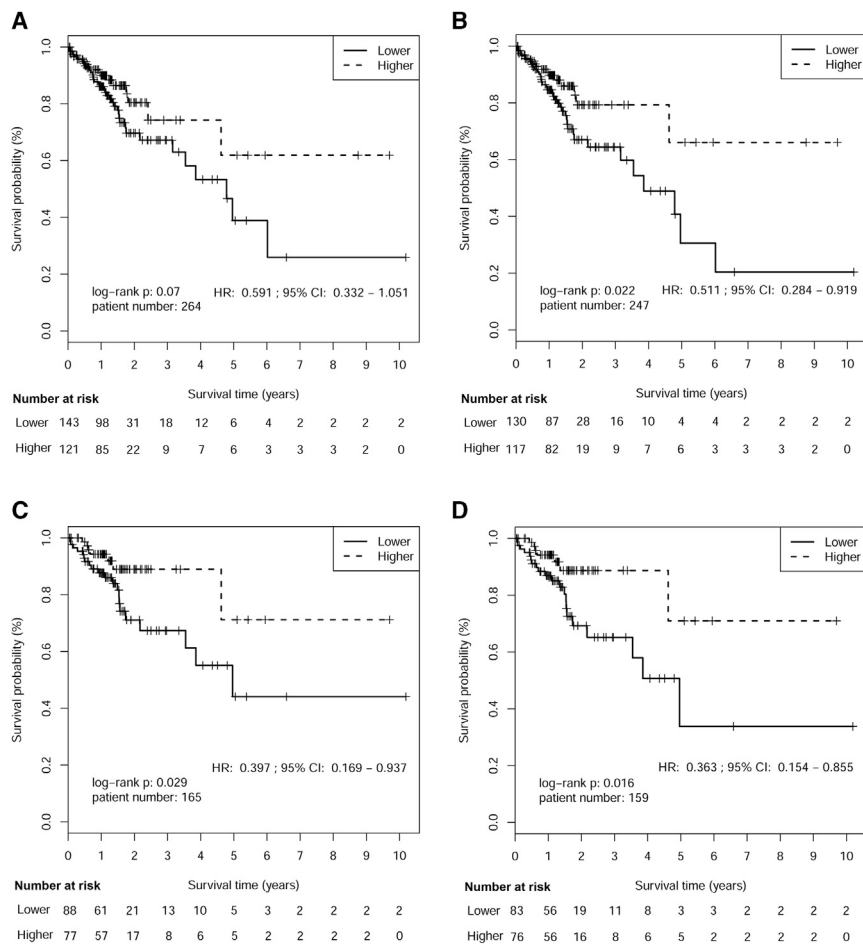 A
Lower
Higher
Survival probability (%)
1.0
0.8
0.6
0.4
0.2
0.0
log−rank p: 0.07
patient number: 264
HR: 0.591 ; 95% CI: 0.332 − 1.051
0 1 2 3 4 5 6 7 8 9 10
Survival time (years)
Number at risk
Lower 143 98 31 18 12 6 4 2 2 2 2
Higher 121 85 22 9 7 6 3 3 3 2 0
B
Lower
Higher
Survival probability (%)
1.0
0.8
0.6
0.4
0.2
0.0
log−rank p: 0.022
patient number: 247
HR: 0.511 ; 95% CI: 0.284 − 0.919
0 1 2 3 4 5 6 7 8 9 10
Survival time (years)
Number at risk
Lower 130 87 28 16 10 4 4 2 2 2 2
Higher 117 82 19 9 7 6 3 3 3 2 0
C
Lower
Higher
Survival probability (%)
1.0
0.8
0.6
0.4
0.2
0.0
HR: 0.397 ; 95% CI: 0.169 − 0.937
log−rank p: 0.029
patient number: 165
0 1 2 3 4 5 6 7 8 9 10
Survival time (years)
Number at risk
Lower 88 61 21 13 10 5 3 2 2 2 2
Higher 77 57 17 8 6 5 2 2 2 2 0
D
Lower
Higher
Survival probability (%)
1.0
0.8
0.6
0.4
0.2
0.0
HR: 0.363 ; 95% CI: 0.154 − 0.855
log−rank p: 0.016
patient number: 159
0 1 2 3 4 5 6 7 8 9 10
Survival time (years)
Number at risk
Lower 83 56 19 11 8 3 3 2 2 2 2
Higher 76 56 16 8 6 5 2 2 2 2 0